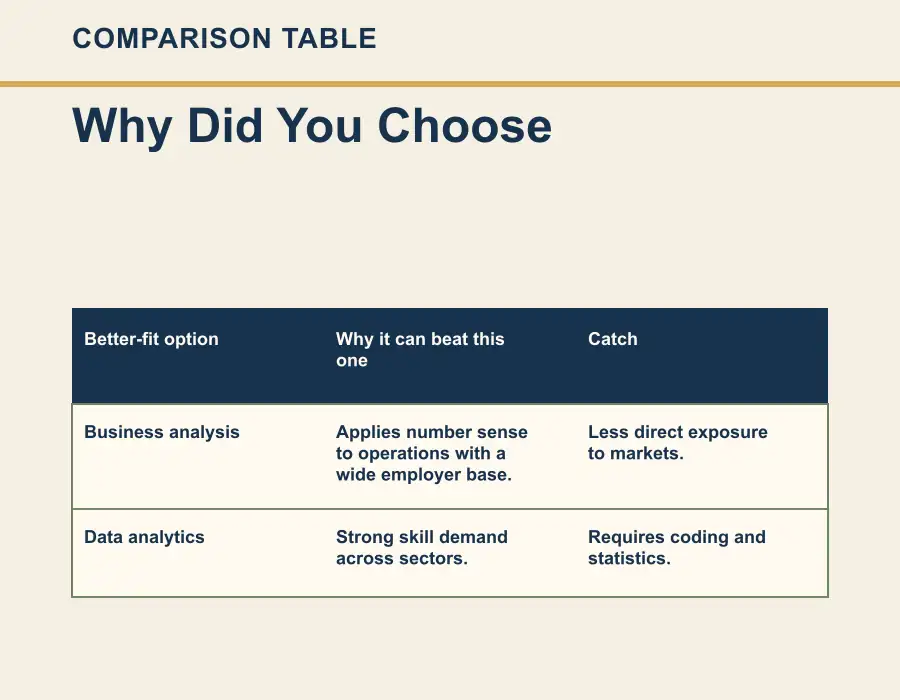 COMPARISON TABLE
Why Did You Choose
Better-fit option
Why it can beat this
one
Catch
Business analysis
Applies number sense
to operations with a
wide employer base.
Less direct exposure
to markets.
Data analytics
Strong skill demand
across sectors.
Requires coding and
statistics.